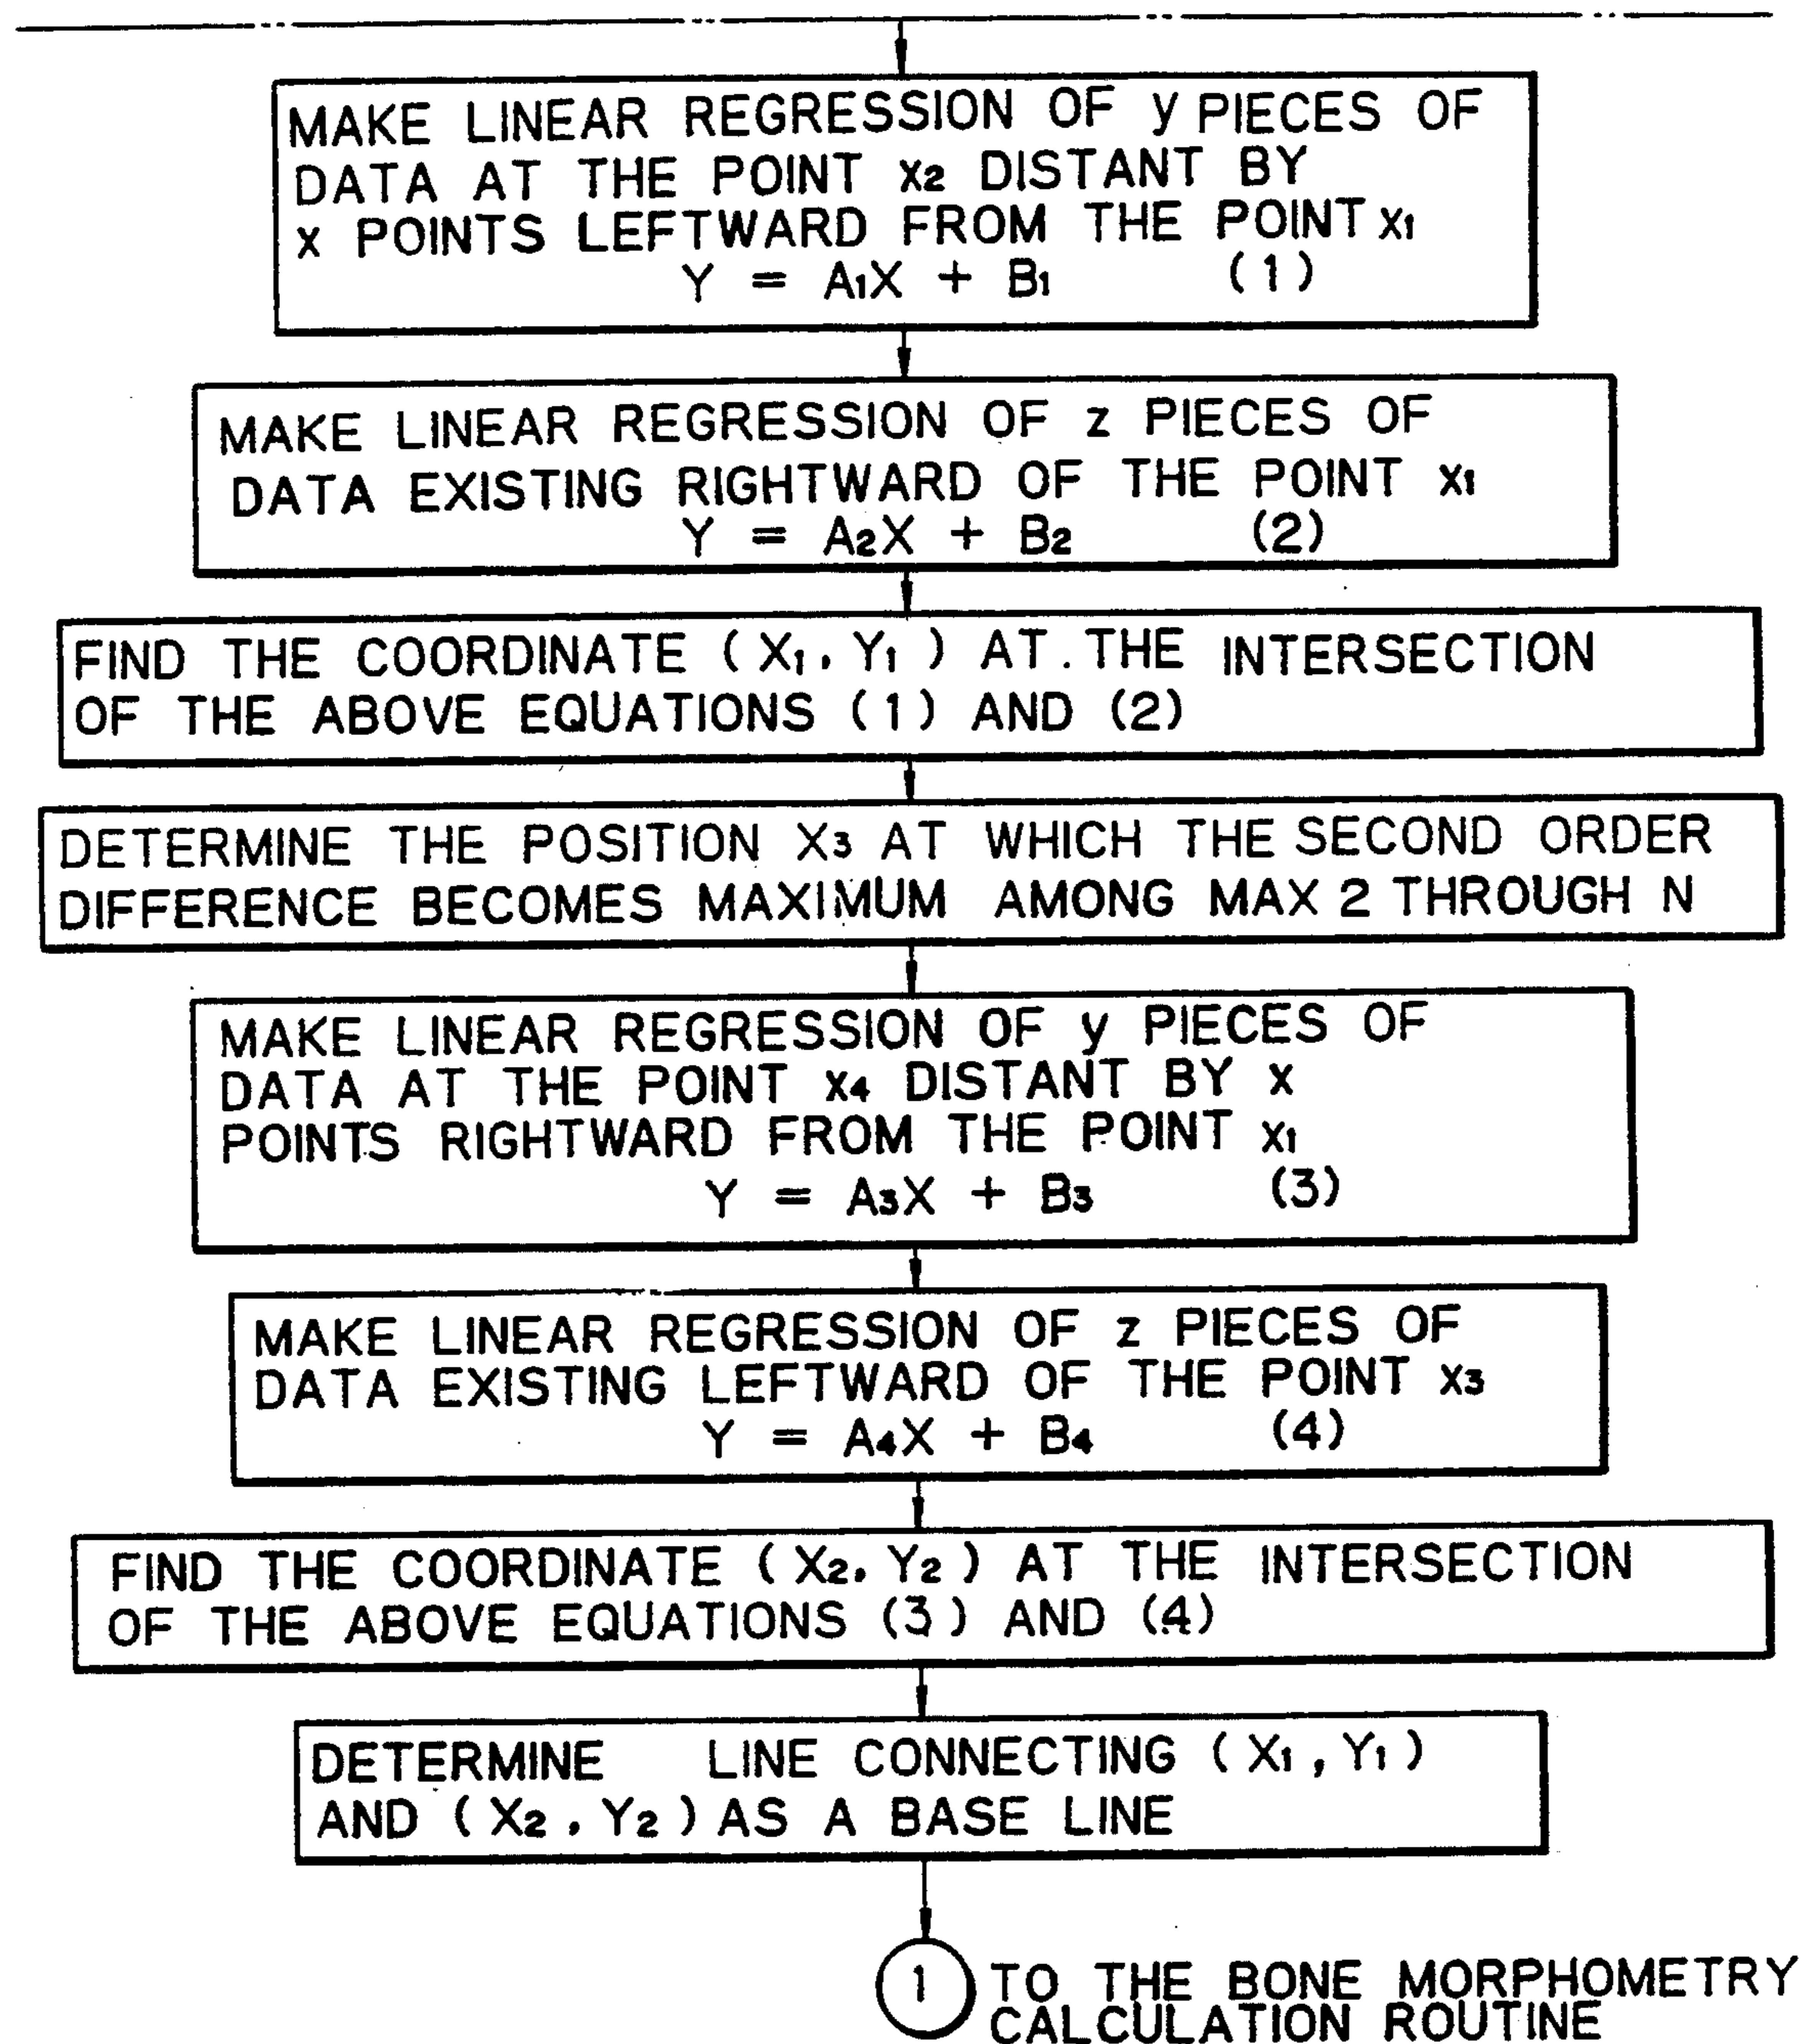 MAKE LINEAR REGRESSION OF y PIECES OF
DATA AT THE POINT x2 DISTANT BY
x POINTS LEFTWARD FROM THE POINT x1
Y = A1X + B1 (1)
MAKE LINEAR REGRESSION OF z PIECES OF
DATA EXISTING RIGHTWARD OF THE POINT x1
Y = A2X + B2 (2)
FIND THE COORDINATE (X1, Y1) AT THE INTERSECTION
OF THE ABOVE EQUATIONS (1) AND (2)
DETERMINE THE POSITION X3 AT WHICH THE SECOND ORDER
DIFFERENCE BECOMES MAXIMUM AMONG MAX 2 THROUGH N
MAKE LINEAR REGRESSION OF y PIECES OF
DATA AT THE POINT x4 DISTANT BY x
POINTS RIGHTWARD FROM THE POINT x1
Y = A3X + B3 (3)
MAKE LINEAR REGRESSION OF z PIECES OF
DATA EXISTING LEFTWARD OF THE POINT x3
Y = A4X + B4 (4)
FIND THE COORDINATE (X2, Y2) AT THE INTERSECTION
OF THE ABOVE EQUATIONS (3) AND (4)
DETERMINE LINE CONNECTING (X1, Y1)
AND (X2, Y2) AS A BASE LINE
1 TO THE BONE MORPHOMETRY
CALCULATION ROUTINE